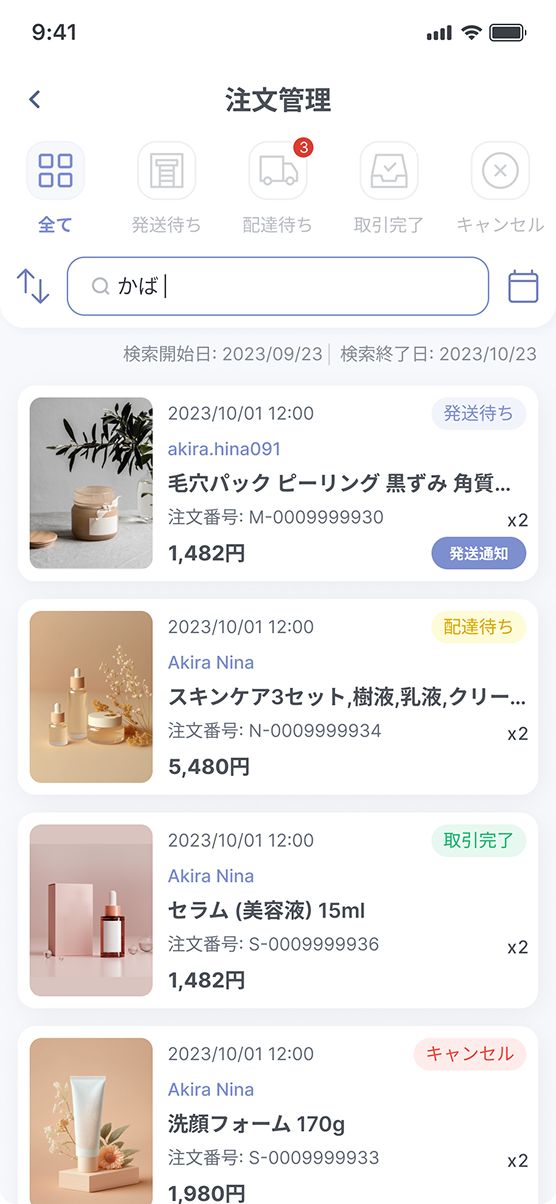 9:41
注文管理
3
全て 発送待ち 配達待ち 取引完了 キャンセル
かば
検索開始日: 2023/09/23 検索終了日: 2023/10/23
2023/10/01 12:00 発送待ち
akira.hina091
毛穴パック ピーリング 黒ずみ 角質...
注文番号: M-0009999930 x2
1,482円 発送通知
2023/10/01 12:00 配達待ち
Akira Nina
スキンケア3セット,樹液,乳液,クリー...
注文番号: N-0009999934 x2
5,480円
2023/10/01 12:00 取引完了
Akira Nina
セラム (美容液) 15ml
注文番号: S-0009999936 x2
1,482円
2023/10/01 12:00 キャンセル
Akira Nina
洗顔フォーム 170g
注文番号: S-0009999933 x2
1,980円